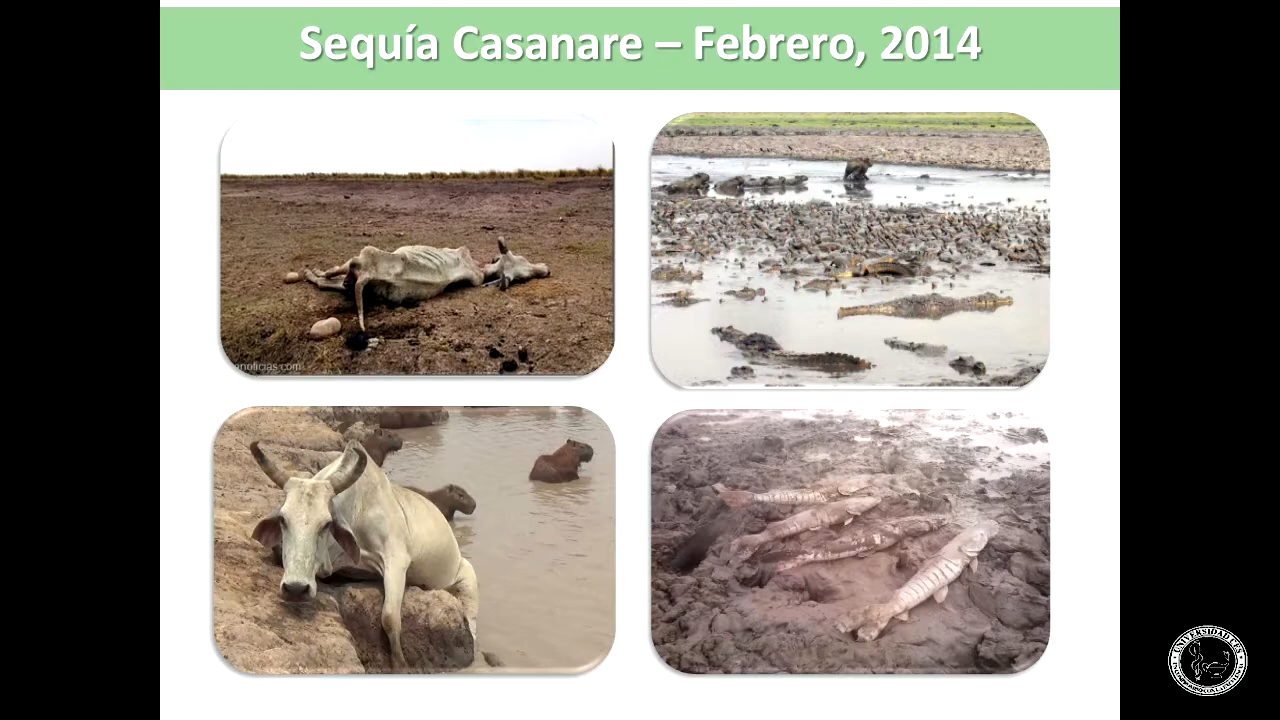 Sequía Casanare – Febrero, 2014